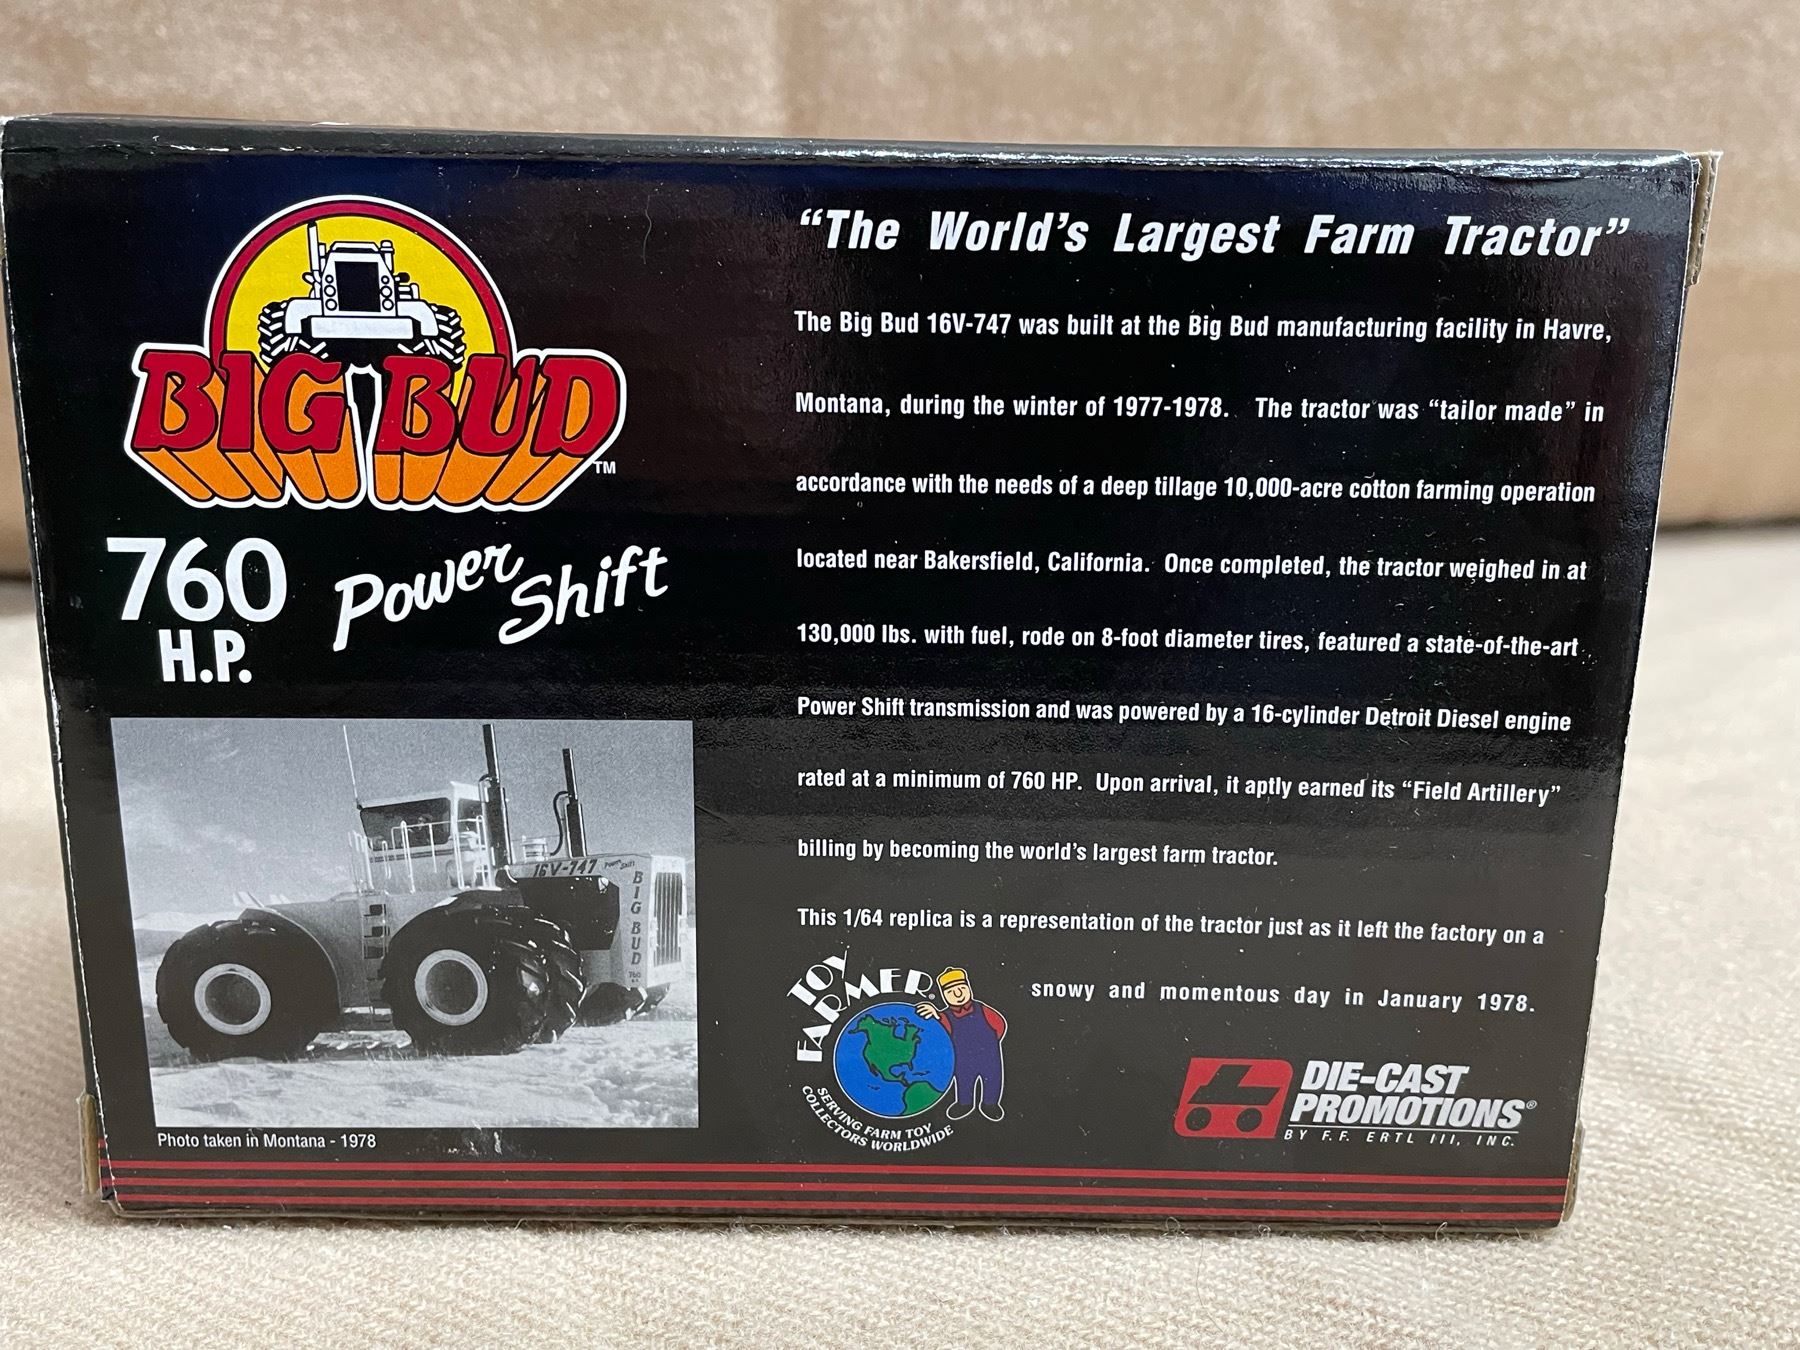 BIG BUD
TM
760
H.P.
Power Shift
16V-747 Power Shift
BIG
BUD
760
Photo taken in Montana - 1978
“The World’s Largest Farm Tractor”
The Big Bud 16V-747 was built at the Big Bud manufacturing facility in Havre,
Montana, during the winter of 1977-1978. The tractor was “tailor made” in
accordance with the needs of a deep tillage 10,000-acre cotton farming operation
located near Bakersfield, California. Once completed, the tractor weighed in at
130,000 lbs. with fuel, rode on 8-foot diameter tires, featured a state-of-the-art
Power Shift transmission and was powered by a 16-cylinder Detroit Diesel engine
rated at a minimum of 760 HP. Upon arrival, it aptly earned its “Field Artillery”
billing by becoming the world’s largest farm tractor.
This 1/64 replica is a representation of the tractor just as it left the factory on a
snowy and momentous day in January 1978.
TOY
FARMER®
SERVING FARM TOY
COLLECTORS WORLDWIDE
DIE-CAST
PROMOTIONS®
BY F.F. ERTL III, INC.